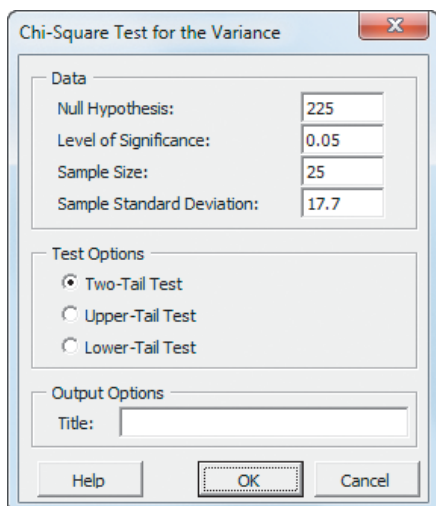 Chi-Square Test for the Variance
Data
Null Hypothesis: 225
Level of Significance: 0.05
Sample Size: 25
Sample Standard Deviation: 17.7
Test Options
Two-Tail Test
Upper-Tail Test
Lower-Tail Test
Output Options
Title:
Help OK Cancel